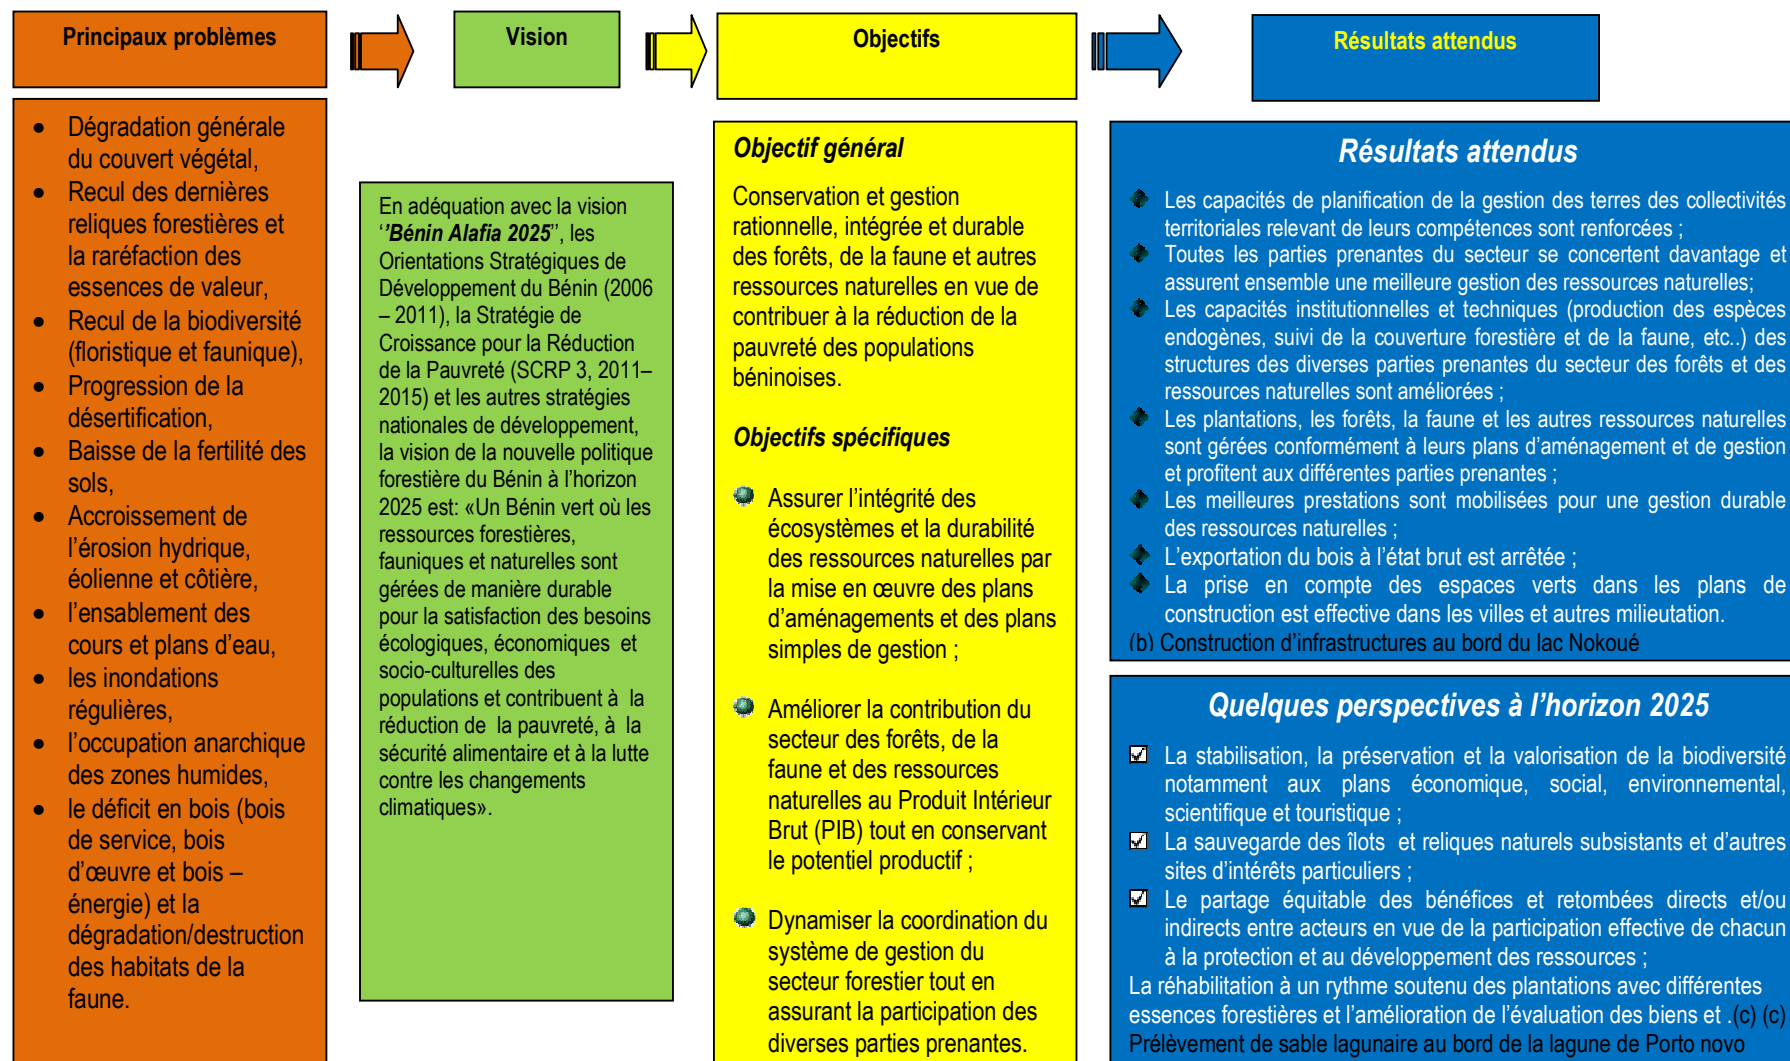 Principaux problèmes
Vision
Objectifs
Résultats attendus
• Dégradation générale
du couvert végétal,
• Recul des dernières
reliques forestières et
la raréfaction des
essences de valeur,
• Recul de la biodiversité
(floristique et faunique),
• Progression de la
désertification,
• Baisse de la fertilité des
sols,
• Accroissement de
l'érosion hydrique,
éolienne et côtière,
• l'ensablement des
cours et plans d'eau,
• les inondations
régulières,
• l'occupation anarchique
des zones humides,
• le déficit en bois (bois
de service, bois
d'œuvre et bois –
énergie) et la
dégradation/destruction
des habitats de la
faune.
En adéquation avec la vision
‘’Bénin Alafia 2025’’, les
Orientations Stratégiques de
Développement du Bénin (2006
– 2011), la Stratégie de
Croissance pour la Réduction
de la Pauvreté (SCRP 3, 2011–
2015) et les autres stratégies
nationales de développement,
la vision de la nouvelle politique
forestière du Bénin à l'horizon
2025 est: «Un Bénin vert où les
ressources forestières,
fauniques et naturelles sont
gérées de manière durable
pour la satisfaction des besoins
écologiques, économiques et
socio-culturelles des
populations et contribuent à la
réduction de la pauvreté, à la
sécurité alimentaire et à la lutte
contre les changements
climatiques».
Objectif général
Conservation et gestion
rationnelle, intégrée et durable
des forêts, de la faune et autres
ressources naturelles en vue de
contribuer à la réduction de la
pauvreté des populations
béninoises.
Objectifs spécifiques
Assurer l'intégrité des
écosystèmes et la durabilité
des ressources naturelles par
la mise en œuvre des plans
d'aménagements et des plans
simples de gestion ;
Améliorer la contribution du
secteur des forêts, de la
faune et des ressources
naturelles au Produit Intérieur
Brut (PIB) tout en conservant
le potentiel productif ;
Dynamiser la coordination du
système de gestion du
secteur forestier tout en
assurant la participation des
diverses parties prenantes.
Résultats attendus
Les capacités de planification de la gestion des terres des collectivités
territoriales relevant de leurs compétences sont renforcées ;
Toutes les parties prenantes du secteur se concertent davantage et
assurent ensemble une meilleure gestion des ressources naturelles;
Les capacités institutionnelles et techniques (production des espèces
endogènes, suivi de la couverture forestière et de la faune, etc..) des
structures des diverses parties prenantes du secteur des forêts et des
ressources naturelles sont améliorées ;
Les plantations, les forêts, la faune et les autres ressources naturelles
sont gérées conformément à leurs plans d'aménagement et de gestion
et profitent aux différentes parties prenantes ;
Les meilleures prestations sont mobilisées pour une gestion durable
des ressources naturelles ;
L'exportation du bois à l'état brut est arrêtée ;
La prise en compte des espaces verts dans les plans de
construction est effective dans les villes et autres milieutation.
(b) Construction d'infrastructures au bord du lac Nokoué
Quelques perspectives à l'horizon 2025
La stabilisation, la préservation et la valorisation de la biodiversité
notamment aux plans économique, social, environnemental,
scientifique et touristique ;
La sauvegarde des îlots et reliques naturels subsistants et d'autres
sites d'intérêts particuliers ;
Le partage équitable des bénéfices et retombées directs et/ou
indirects entre acteurs en vue de la participation effective de chacun
à la protection et au développement des ressources ;
La réhabilitation à un rythme soutenu des plantations avec différentes
essences forestières et l'amélioration de l'évaluation des biens et .(c) (c)
Prélèvement de sable lagunaire au bord de la lagune de Porto novo